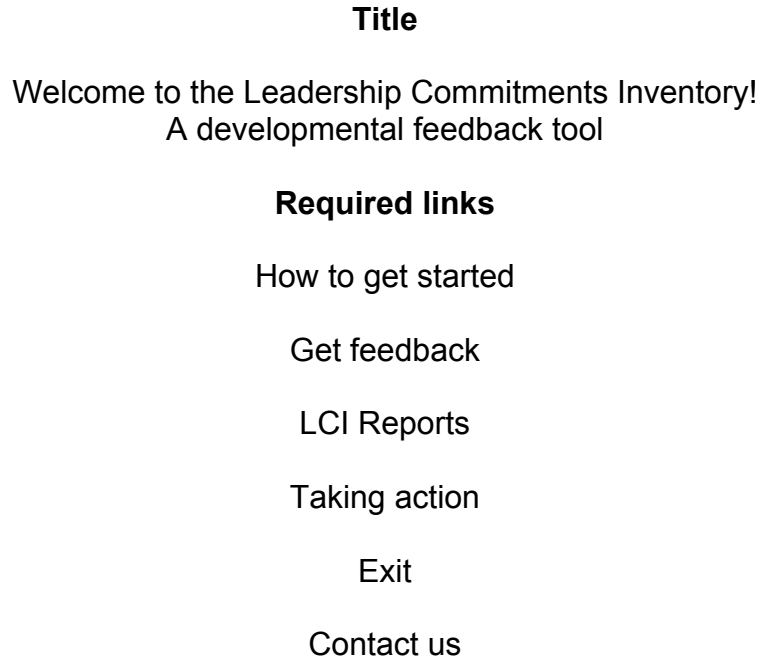 Title
Welcome to the Leadership Commitments Inventory!
A developmental feedback tool
Required links
How to get started
Get feedback
LCI Reports
Taking action
Exit
Contact us